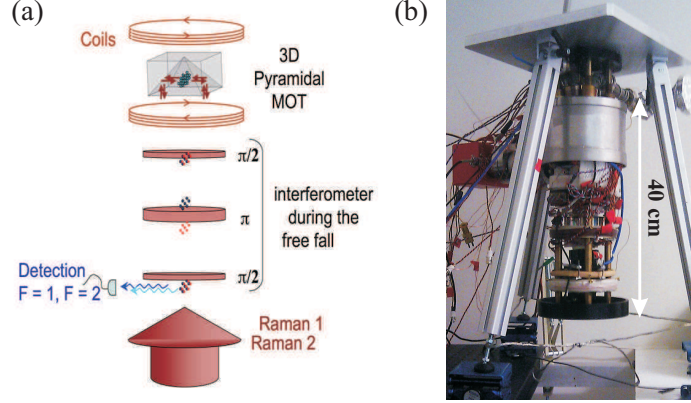 (a)
Coils
3D
Pyramidal
MOT
π/2
π
interferometer
during the
free fall
π/2
Detection
F = 1, F = 2
Raman 1
Raman 2
(b)
40 cm